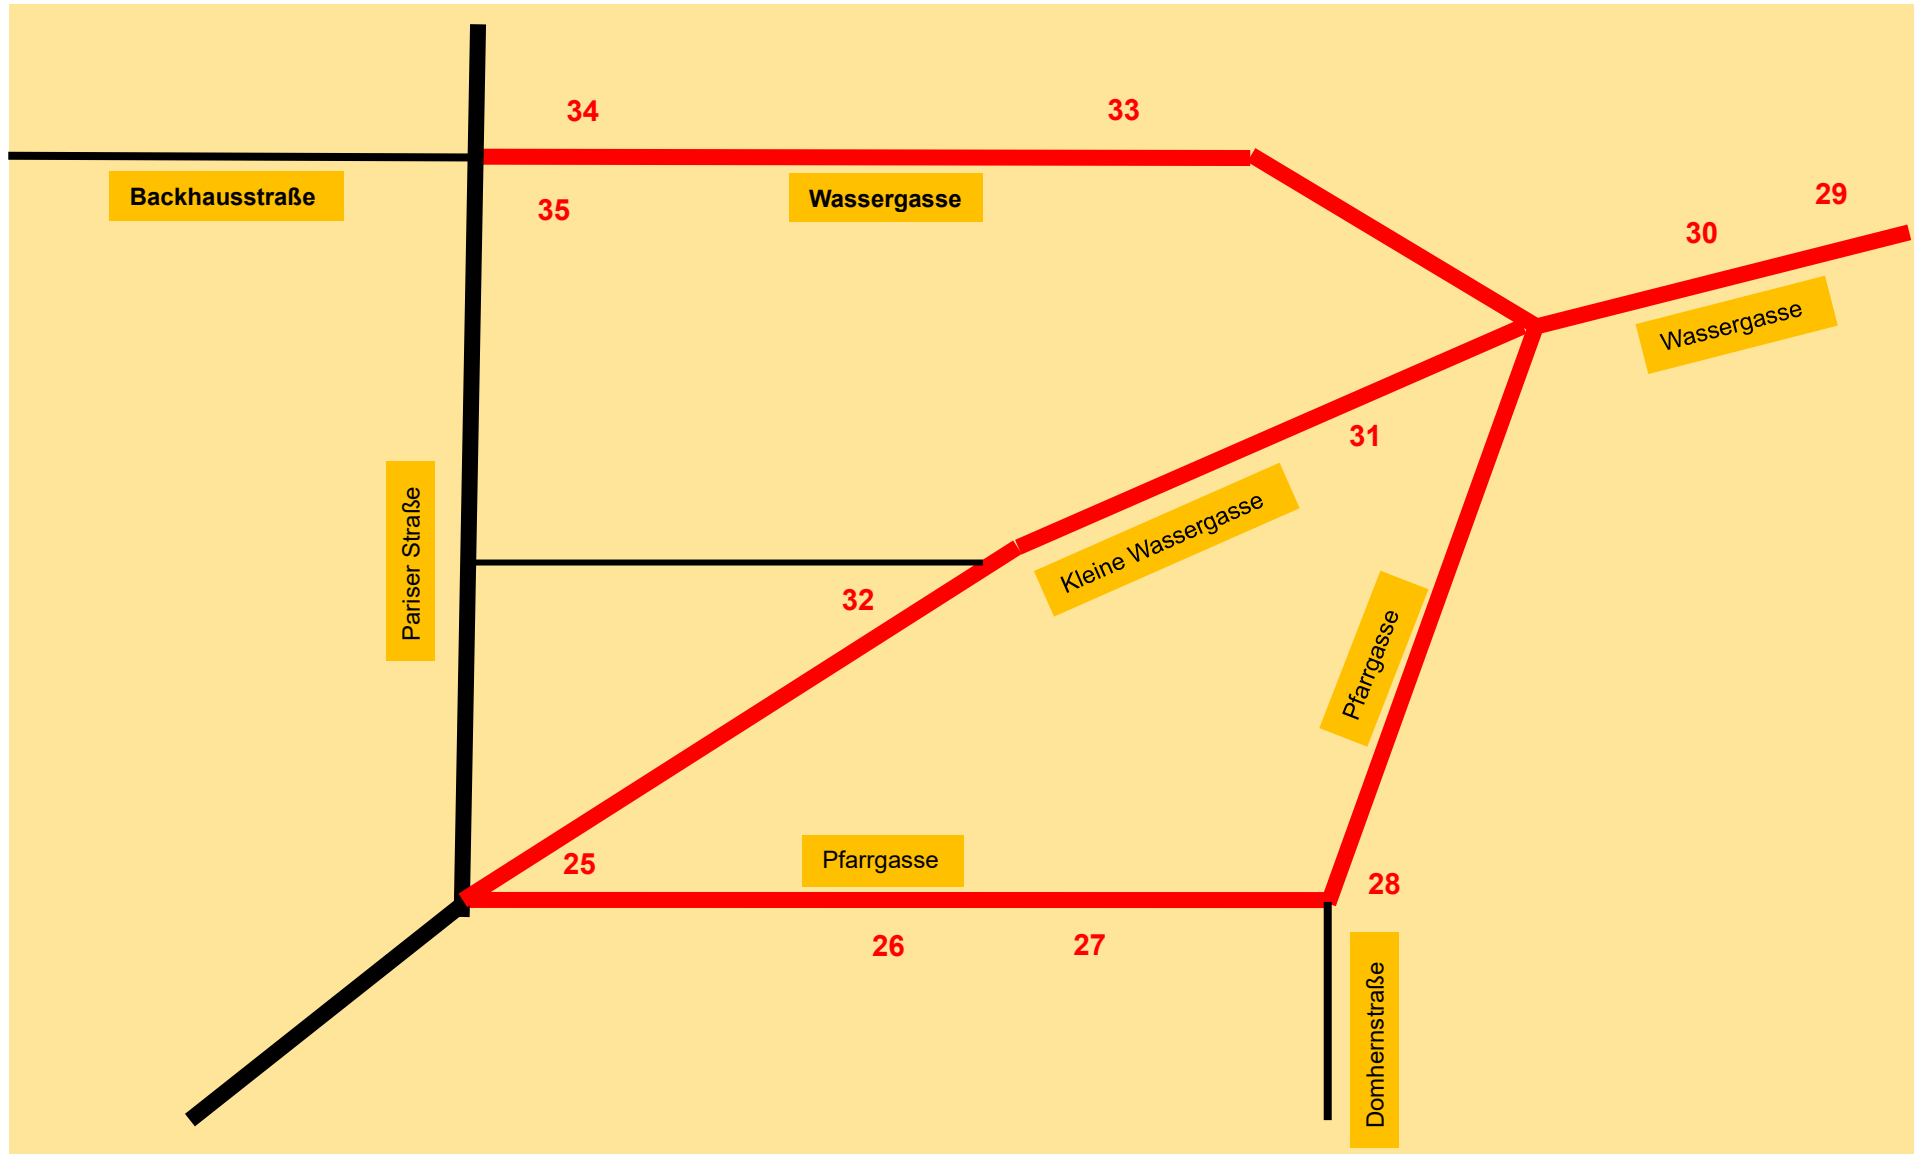 34
33
Backhausstraße
Wassergasse
35
29
30
Wassergasse
31
Kleine Wassergasse
Pariser Straße
32
Pfarrgasse
25
Pfarrgasse
28
26
27
Domhernstraße